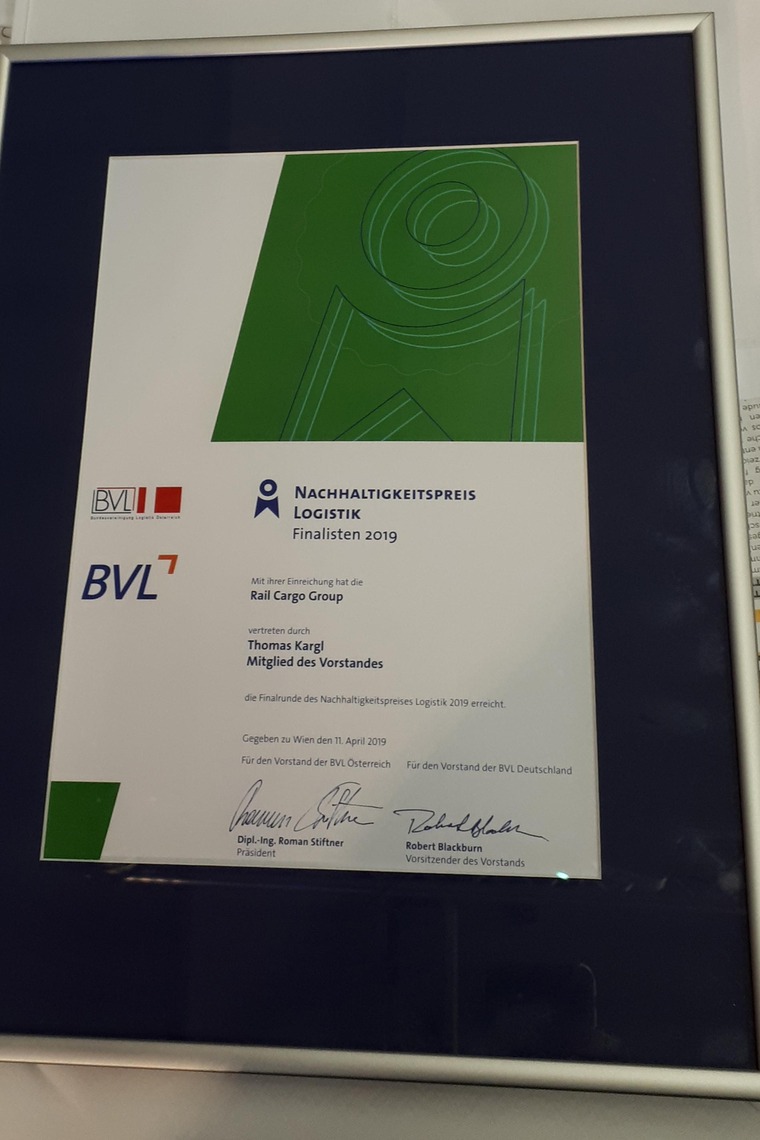 BVL
Bundesvereinigung Logistik Österreich
BVL
NACHHALTIGKEITSPREIS
LOGISTIK
Finalisten 2019
Mit ihrer Einreichung hat die
Rail Cargo Group
vertreten durch
Thomas Kargl
Mitglied des Vorstandes
die Finalrunde des Nachhaltigkeitspreises Logistik 2019 erreicht.
Gegeben zu Wien den 11. April 2019
Für den Vorstand der BVL Österreich
Für den Vorstand der BVL Deutschland
Dipl.-Ing. Roman Stiftner
Präsident
Robert Blackburn
Vorsitzender des Vorstands